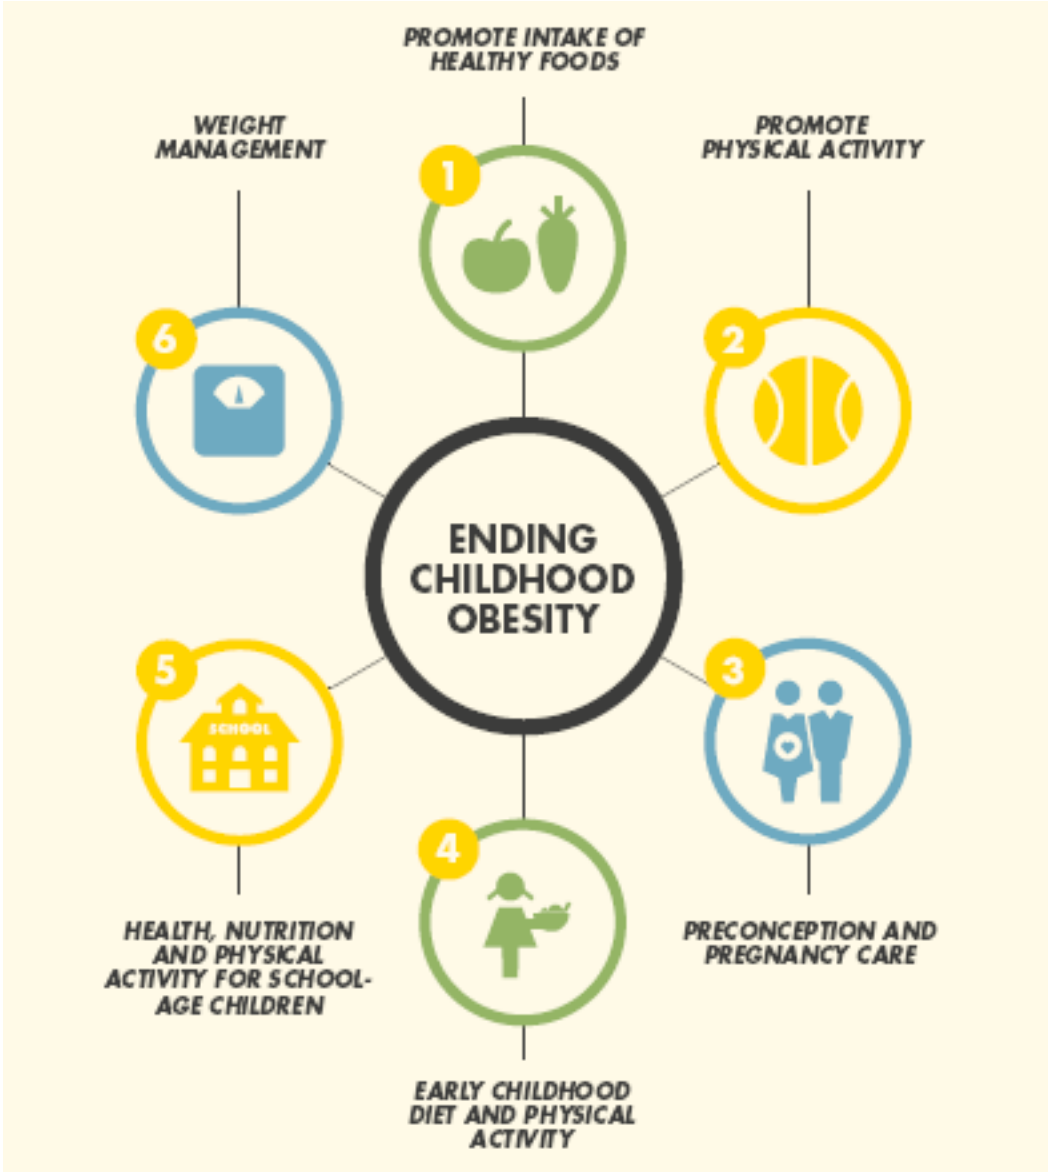 PROMOTE INTAKE OF
HEALTHY FOODS
1
PROMOTE
PHYSICAL ACTIVITY
2
PRECONCEPTION AND
PREGNANCY CARE
3
EARLY CHILDHOOD
DIET AND PHYSICAL
ACTIVITY
4
HEALTH, NUTRITION
AND PHYSICAL
ACTIVITY FOR SCHOOL-
AGE CHILDREN
5
SCHOOL
WEIGHT
MANAGEMENT
6
ENDING
CHILDHOOD
OBESITY